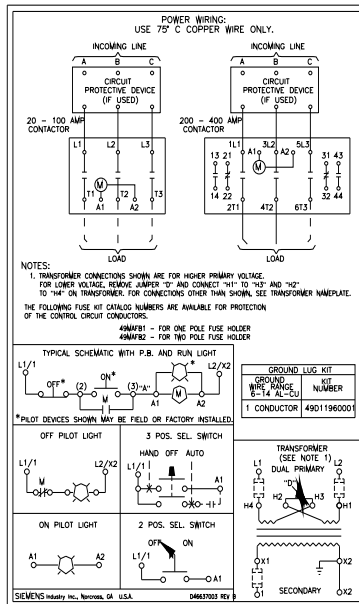 POWER WIRING:
USE 75° C COPPER WIRE ONLY.
INCOMING LINE
A B C
CIRCUIT
PROTECTIVE DEVICE
(IF USED)
20 - 100 AMP
CONTACTOR
L1 L2 L3
M
T1 T2 T3
A1 A2
LOAD
INCOMING LINE
A B C
CIRCUIT
PROTECTIVE DEVICE
(IF USED)
200 - 400 AMP
CONTACTOR
1L1 3L2 5L3
13 21 A1 A2 31 43
M
14 22 32 44
2T1 4T2 6T3
LOAD
NOTES:
1. TRANSFORMER CONNECTIONS SHOWN ARE FOR HIGHER PRIMARY VOLTAGE.
FOR LOWER VOLTAGE, REMOVE JUMPER "D" AND CONNECT "H1" TO "H3" AND "H2"
TO "H4" ON TRANSFORMER. FOR CONNECTIONS OTHER THAN SHOWN, SEE TRANSFORMER NAMEPLATE.
THE FOLLOWING FUSE KIT CATALOG NUMBERS ARE AVAILABLE FOR PROTECTION
OF THE CONTROL CIRCUIT CONDUCTORS.
49MAFB1 - FOR ONE POLE FUSE HOLDER
49MAFB2 - FOR TWO POLE FUSE HOLDER
TYPICAL SCHEMATIC WITH P.B. AND RUN LIGHT
L1/1 L2/X2
OFF* ON* *
(2) (3) "A" M
A1 A2
*PILOT DEVICES SHOWN MAY BE FIELD OR FACTORY INSTALLED.
GROUND LUG KIT
GROUND WIRE RANGE 6-14 AL-CU
KIT NUMBER
1 CONDUCTOR 49D11960001
OFF PILOT LIGHT
L1/1 L2/X2
M
3 POS. SEL. SWITCH
HAND OFF AUTO
L1/1
A1
ON PILOT LIGHT
A1 A2
2 POS. SEL. SWITCH
OFF ON
L1/1
A1
TRANSFORMER
(SEE NOTE 1)
DUAL PRIMARY
L1 L2
"D"
H2 H3
H4 H1
X1 X2
SECONDARY
1 X2
SIEMENS Industry Inc., Norcross, GA U.S.A. D46637003 REV B